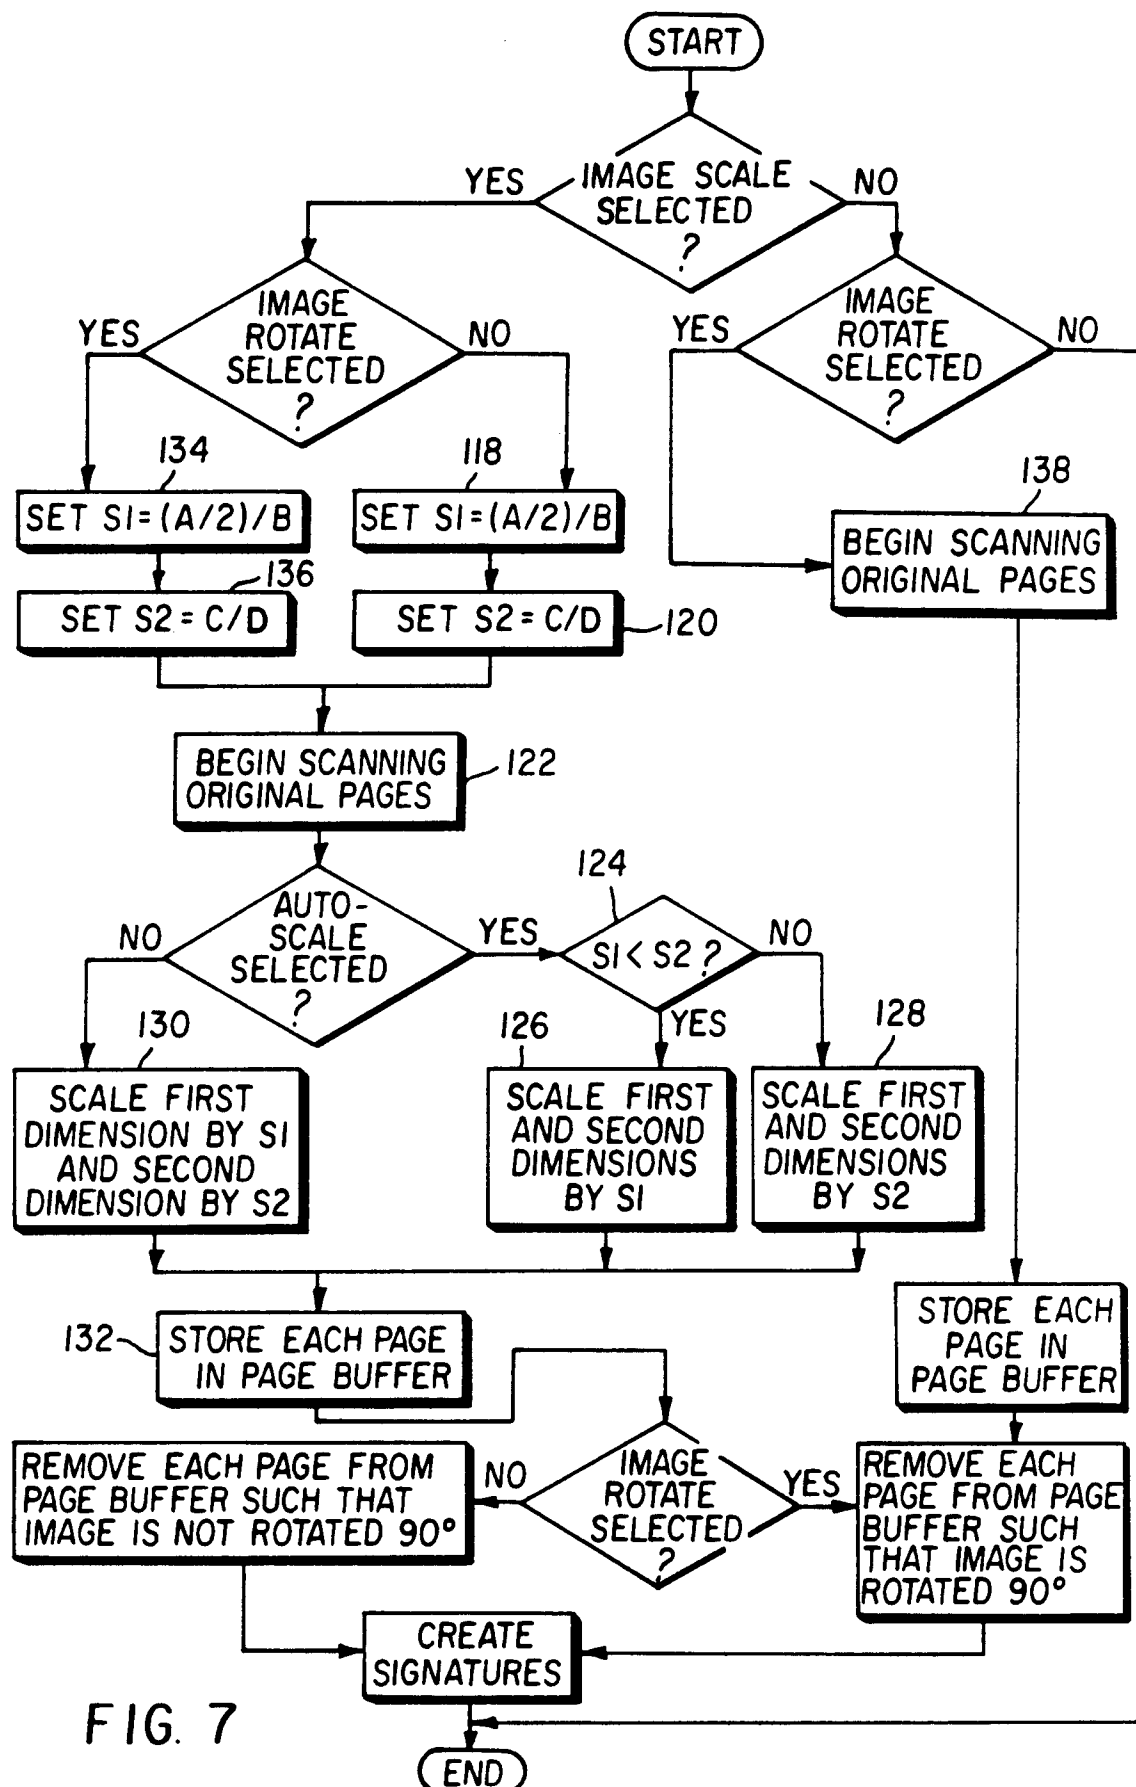 START
IMAGE SCALE
SELECTED
?
YES
NO
IMAGE
ROTATE
SELECTED
?
YES
NO
IMAGE
ROTATE
SELECTED
?
YES
NO
134
SET S1=(A/2)/B
118
SET S1=(A/2)/B
138
BEGIN SCANNING
ORIGINAL PAGES
136
SET S2=C/D
SET S2=C/D
120
BEGIN SCANNING
ORIGINAL PAGES
122
AUTO-
SCALE
SELECTED
?
NO
YES
124
S1<S2?
NO
YES
130
SCALE FIRST
DIMENSION BY S1
AND SECOND
DIMENSION BY S2
126
SCALE FIRST
AND SECOND
DIMENSIONS
BY S1
128
SCALE FIRST
AND SECOND
DIMENSIONS
BY S2
132
STORE EACH PAGE
IN PAGE BUFFER
STORE EACH
PAGE IN
PAGE BUFFER
REMOVE EACH PAGE FROM
PAGE BUFFER SUCH THAT
IMAGE IS NOT ROTATED 90°
NO
IMAGE
ROTATE
SELECTED
?
YES
REMOVE EACH
PAGE FROM PAGE
BUFFER SUCH
THAT IMAGE IS
ROTATED 90°
CREATE
SIGNATURES
FIG. 7
END